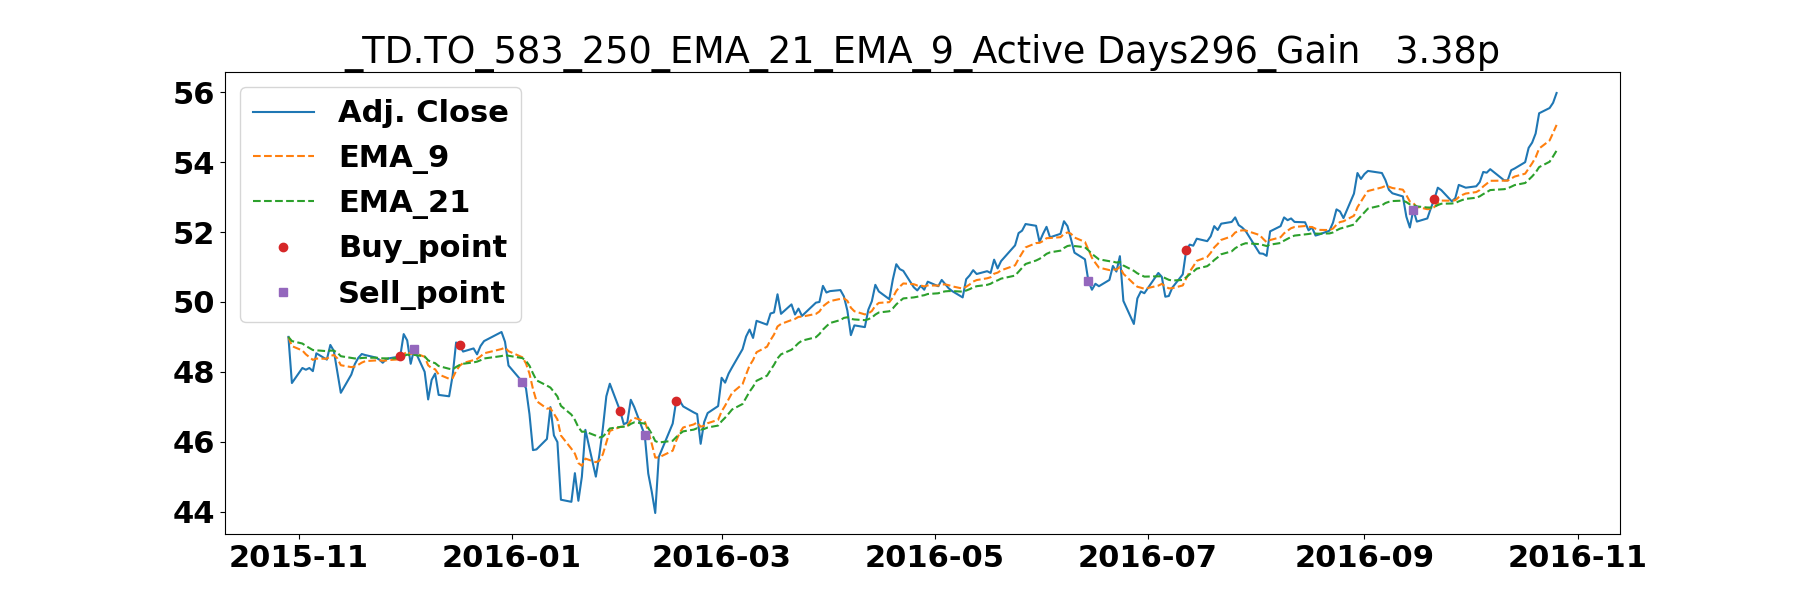 _TD.TO_583_250_EMA_21_EMA_9_Active Days296_Gain   3.38p
56
54
52
50
48
46
44
Adj. Close
EMA_9
EMA_21
Buy_point
Sell_point
2015-11 2016-01 2016-03 2016-05 2016-07 2016-09 2016-11